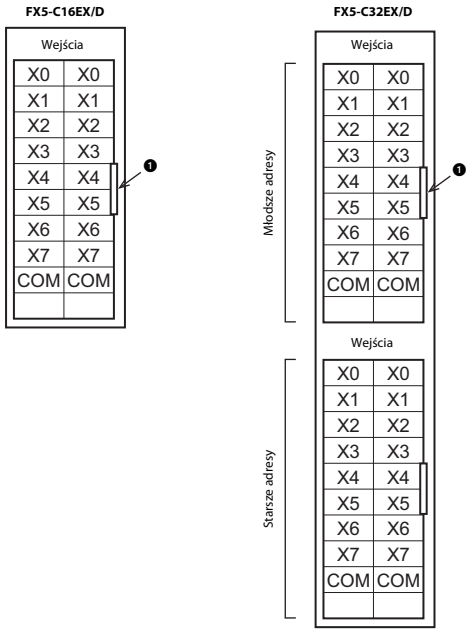 FX5-C16EX/D
Wejścia
X0 X0
X1 X1
X2 X2
X3 X3
X4 X4
X5 X5
X6 X6
X7 X7
COM COM
❶
FX5-C32EX/D
Wejścia
Młodsze adresy
X0 X0
X1 X1
X2 X2
X3 X3
X4 X4
X5 X5
X6 X6
X7 X7
COM COM
❶
Wejścia
Starsze adresy
X0 X0
X1 X1
X2 X2
X3 X3
X4 X4
X5 X5
X6 X6
X7 X7
COM COM